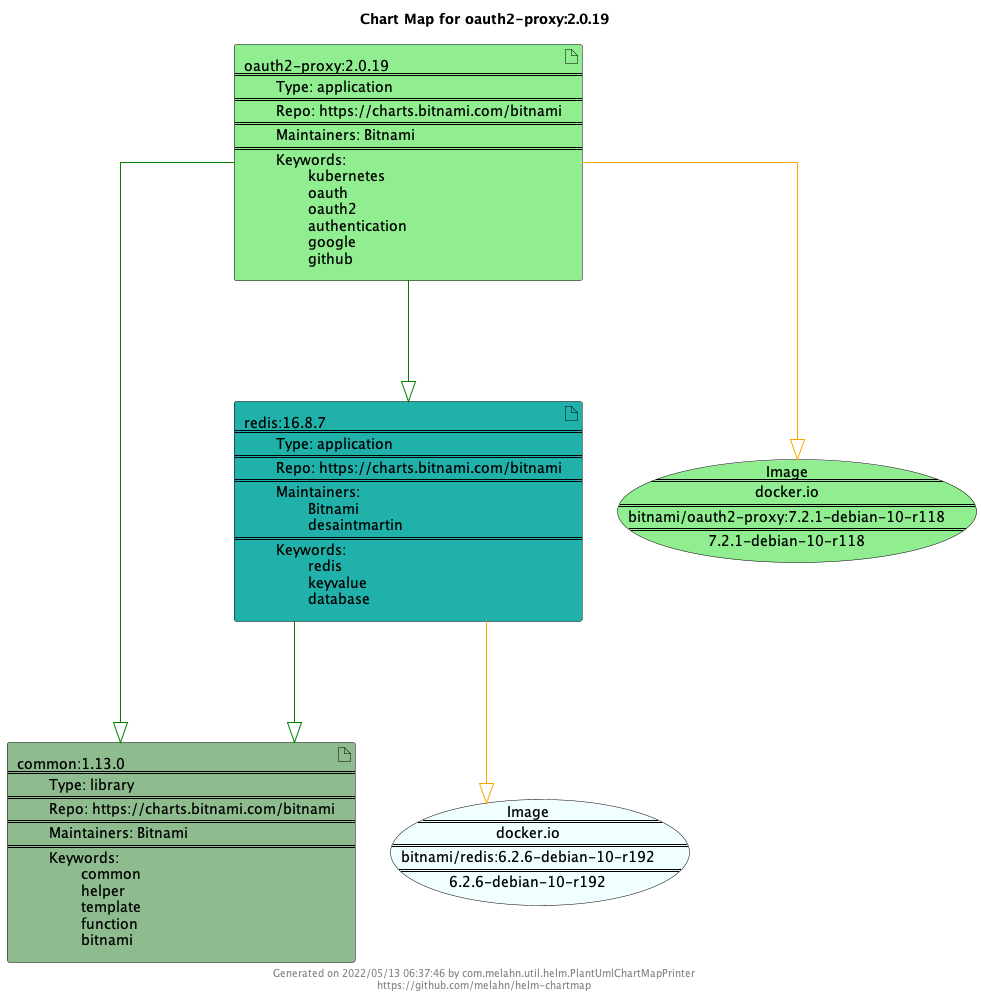 Chart Map for oauth2-proxy:2.0.19
oauth2-proxy:2.0.19
Type: application
Repo: https://charts.bitnami.com/bitnami
Maintainers: Bitnami
Keywords:
kubernetes
oauth
oauth2
authentication
google
github
redis:16.8.7
Type: application
Repo: https://charts.bitnami.com/bitnami
Maintainers:
Bitnami
desaintmartin
Keywords:
redis
keyvalue
database
Image
docker.io
bitnami/oauth2-proxy:7.2.1-debian-10-r118
7.2.1-debian-10-r118
common:1.13.0
Type: library
Repo: https://charts.bitnami.com/bitnami
Maintainers: Bitnami
Keywords:
common
helper
template
function
bitnami
Image
docker.io
bitnami/redis:6.2.6-debian-10-r192
6.2.6-debian-10-r192
Generated on 2022/05/13 06:37:46 by com.melahn.util.helm.PlantUmlChartMapPrinter
https://github.com/melahn/helm-chartmap